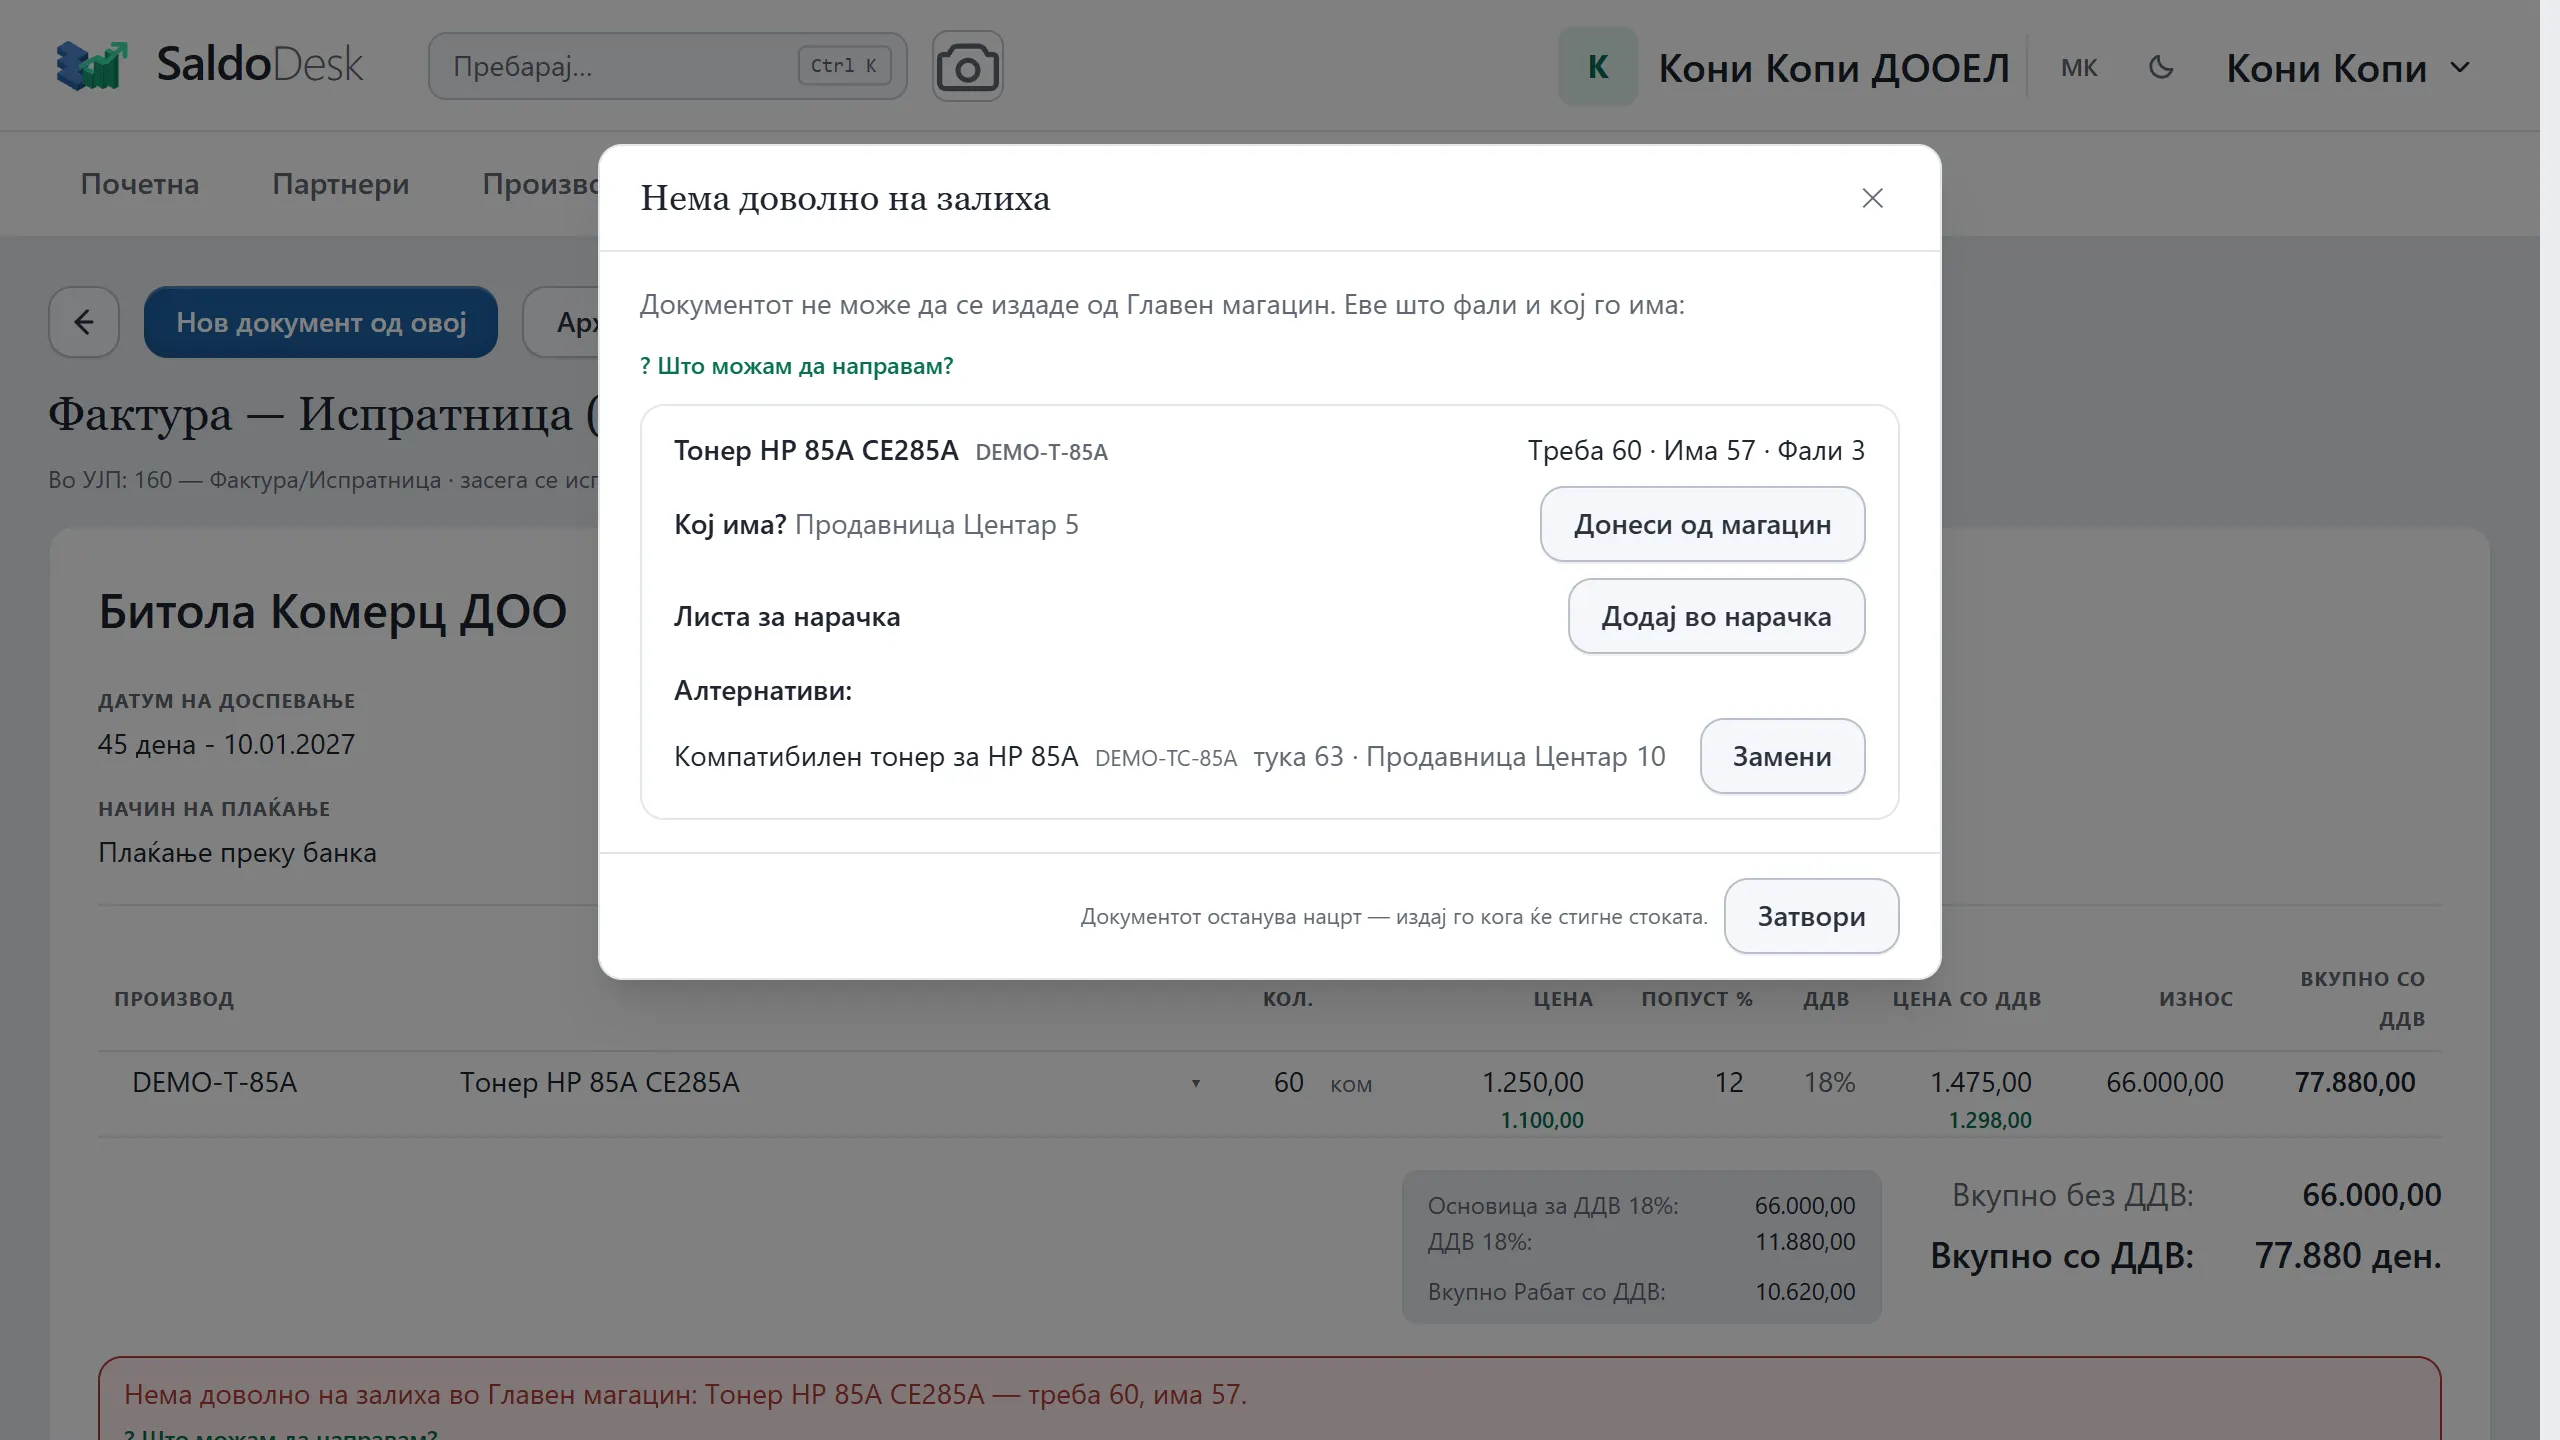 SaldoDesk
Пребарај... Ctrl K
К Кони Копи ДООЕЛ МК Кони Копи
Почетна Партнери
Нов документ од овој
Фактура — Испратница (
Во УЈП: 160 — Фактура/Испратница · засега се
Битола Комерц ДОО
ДАТУМ НА ДОСПЕВАЊЕ
45 дена - 10.01.2027
НАЧИН НА ПЛАЌАЊЕ
Плаќање преку банка
Нема доволно на залиха
Документот не може да се издаде од Главен магацин. Еве што фали и кој го има:
? Што можам да направам?
Тонер HP 85A CE285A DEMO-T-85A Треба 60 · Има 57 · Фали 3
Кој има? Продавница Центар 5 Донеси од магацин
Листа за нарачка Додај во нарачка
Алтернативи:
Компатибилен тонер за HP 85A DEMO-TC-85A тука 63 · Продавница Центар 10 Замени
Документот останува нацрт — издај го кога ќе стигне стоката. Затвори
ПРОИЗВОД КОЛ. ЦЕНА ПОПУСТ % ДДВ ЦЕНА СО ДДВ ИЗНОС ВКУПНО СО
ДДВ
DEMO-T-85A Тонер HP 85A CE285A 60 ком 1.250,00 12 18% 1.475,00 66.000,00 77.880,00
1.100,00 1.298,00
Основица за ДДВ 18%: 66.000,00
ДДВ 18%: 11.880,00
Вкупно Рабат со ДДВ: 10.620,00
Вкупно без ДДВ: 66.000,00
Вкупно со ДДВ: 77.880 ден.
Нема доволно на залиха во Главен магацин: Тонер HP 85A CE285A — треба 60, има 57.
? Што можам да направам?